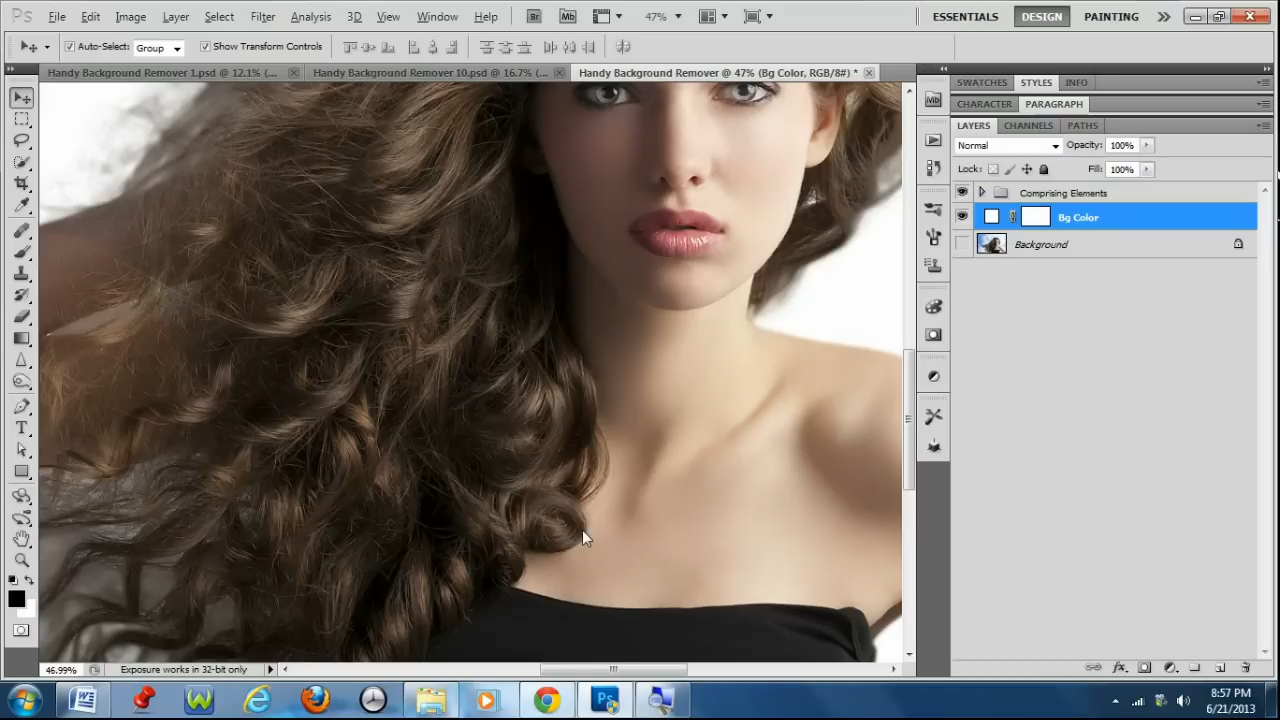 Ps File Edit Image Layer Select Filter Analysis 3D View Window Help Br Mb 47% ESSENTIALS DESIGN PAINTING
Auto-Select: Group Show Transform Controls
Handy Background Remover 1.psd @ 12.1% (... Handy Background Remover 10.psd @ 16.7% (... Handy Background Remover @ 47% (Bg Color, RGB/8#) *
SWATCHES STYLES INFO
Mb
CHARACTER PARAGRAPH
LAYERS CHANNELS PATHS
Normal Opacity: 100%
Lock: Fill: 100%
Comprising Elements
Bg Color
Background
T
46.99% Exposure works in 32-bit only
fx
W W e Ps
8:57 PM
6/21/2013